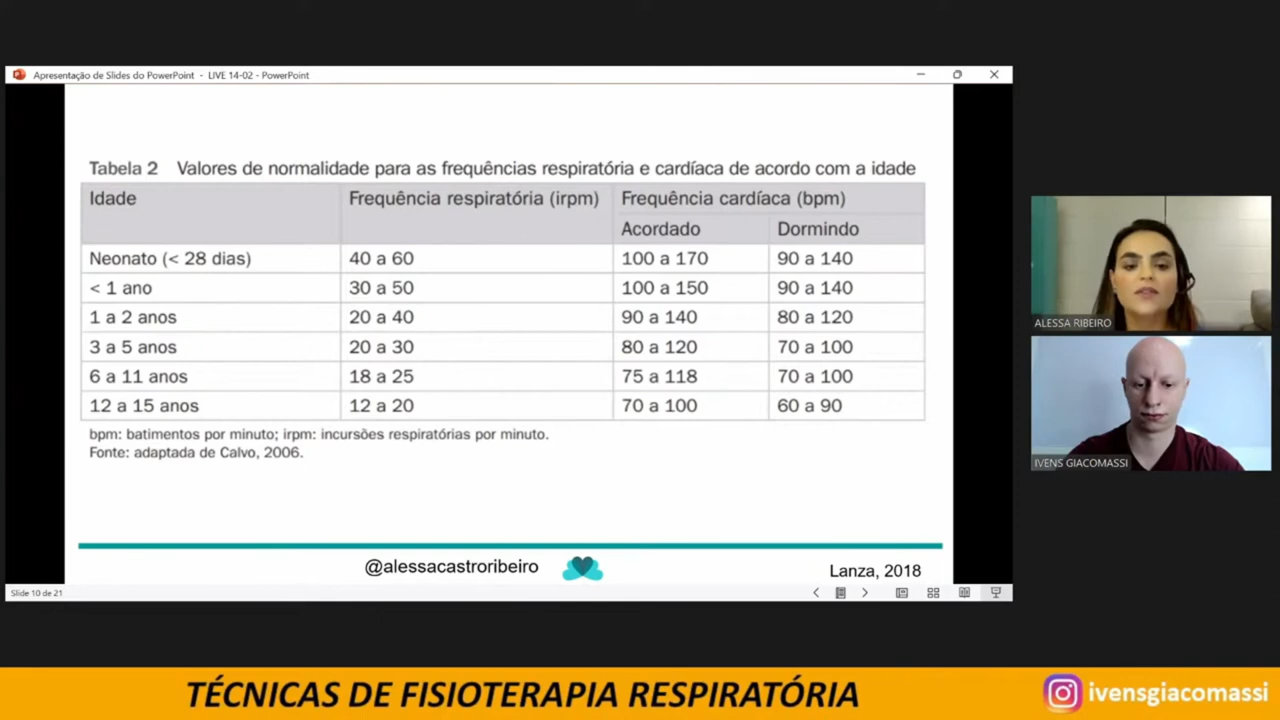 Apresentação de Slides do PowerPoint - LIVE 14-02 - PowerPoint
Tabela 2 Valores de normalidade para as frequências respiratória e cardíaca de acordo com a idade
Idade Frequência respiratória (irpm) Frequência cardíaca (bpm)
Acordado Dormindo
Neonato (< 28 dias) 40 a 60 100 a 170 90 a 140
< 1 ano 30 a 50 100 a 150 90 a 140
1 a 2 anos 20 a 40 90 a 140 80 a 120
3 a 5 anos 20 a 30 80 a 120 70 a 100
6 a 11 anos 18 a 25 75 a 118 70 a 100
12 a 15 anos 12 a 20 70 a 100 60 a 90
bpm: batimentos por minuto; irpm: incursões respiratórias por minuto.
Fonte: adaptada de Calvo, 2006.
@alessacastroribeiro
Lanza, 2018
Slide 10 de 21
ALESSA RIBEIRO
IVENS GIACOMASSI
TÉCNICAS DE FISIOTERAPIA RESPIRATÓRIA
ivensgiacomassi